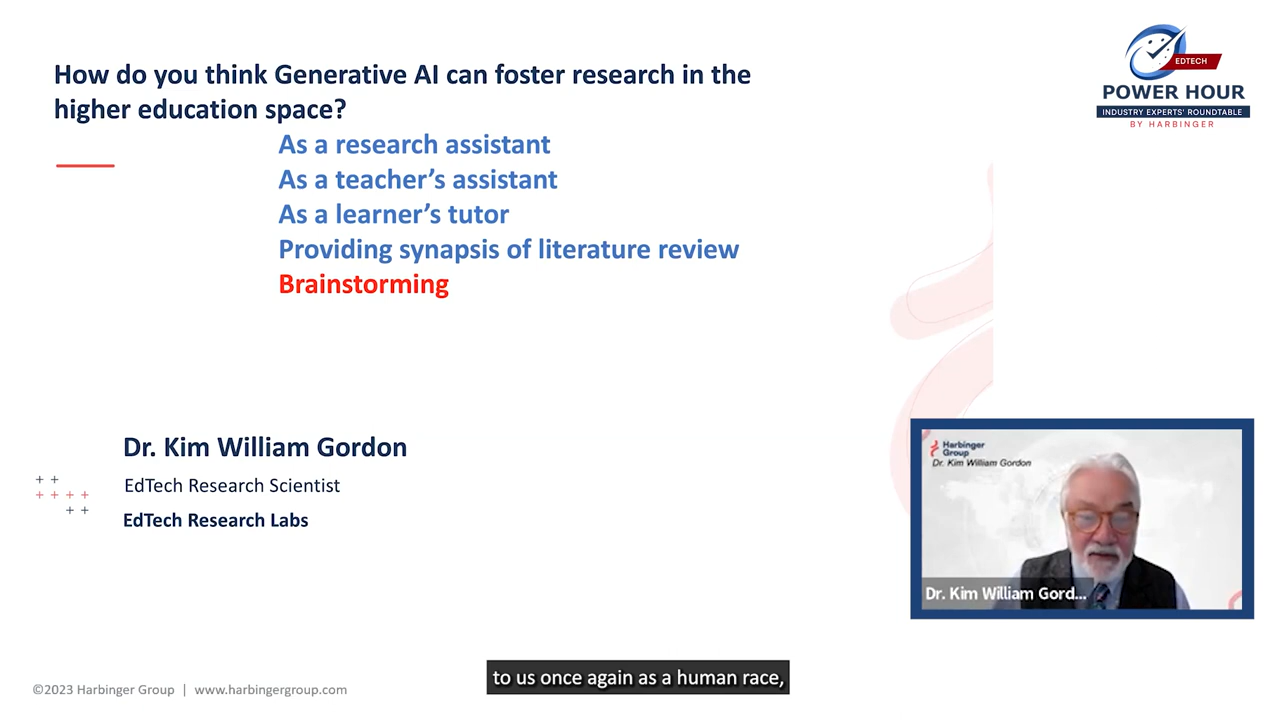 How do you think Generative AI can foster research in the
higher education space?
As a research assistant
As a teacher’s assistant
As a learner’s tutor
Providing synapsis of literature review
Brainstorming
EDTECH
POWER HOUR
INDUSTRY EXPERTS' ROUNDTABLE
BY HARBINGER
Dr. Kim William Gordon
EdTech Research Scientist
EdTech Research Labs
Harbinger
Group
Dr. Kim William Gordon
Dr. Kim William Gord...
to us once again as a human race,
©2023 Harbinger Group | www.harbingergroup.com